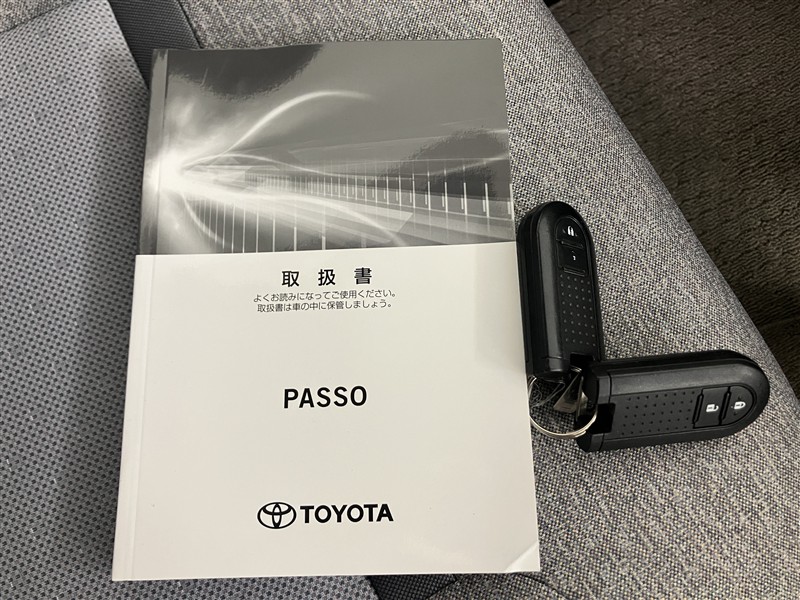 取扱書
よくお読みになってご使用ください。
取扱書は車の中に保管しましょう。
PASSO
TOYOTA